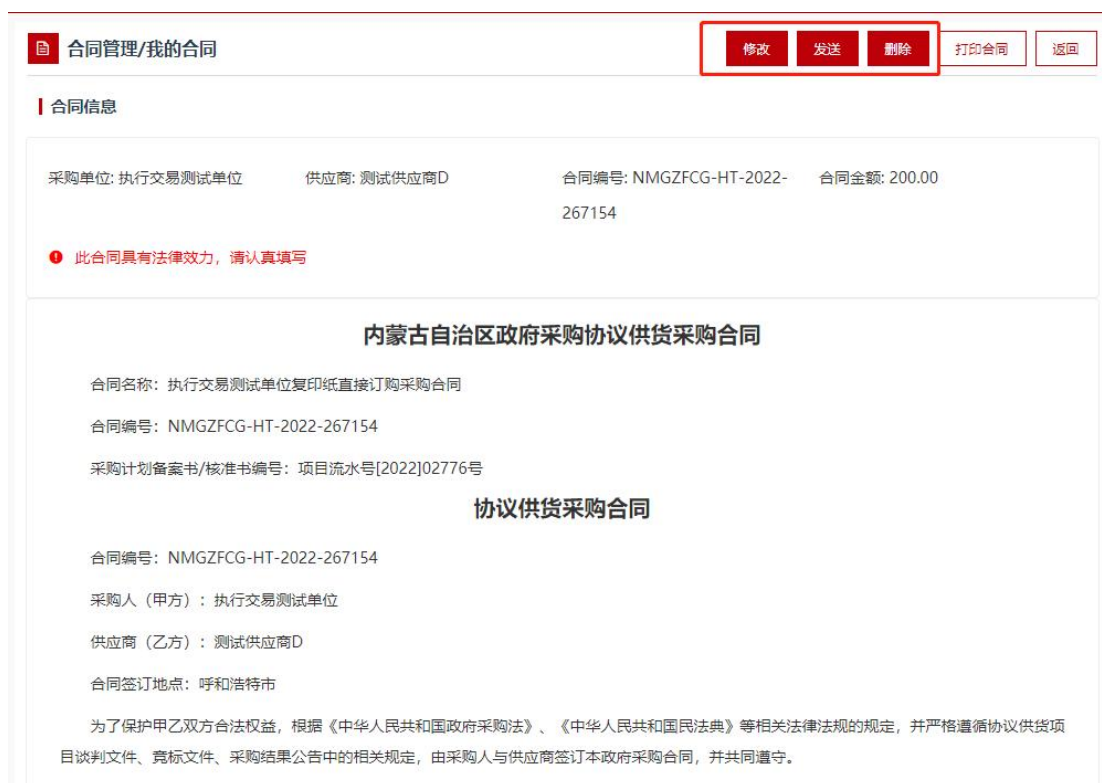 合同管理/我的合同 修改 发送 删除 打印合同 返回
合同信息
采购单位: 执行交易测试单位 供应商: 测试供应商D 合同编号: NMGZFCG-HT-2022- 合同金额: 200.00
267154
此合同具有法律效力，请认真填写
内蒙古自治区政府采购协议供货采购合同
合同名称：执行交易测试单位复印纸直接订购采购合同
合同编号：NMGZFCG-HT-2022-267154
采购计划备案书/核准书编号：项目流水号[2022]02776号
协议供货采购合同
合同编号：NMGZFCG-HT-2022-267154
采购人（甲方）：执行交易测试单位
供应商（乙方）：测试供应商D
合同签订地点：呼和浩特市
为了保护甲乙双方合法权益，根据《中华人民共和国政府采购法》、《中华人民共和国民法典》等相关法律法规的规定，并严格遵循协议供货项
目谈判文件、竞标文件、采购结果公告中的相关规定，由采购人与供应商签订本政府采购合同，并共同遵守。